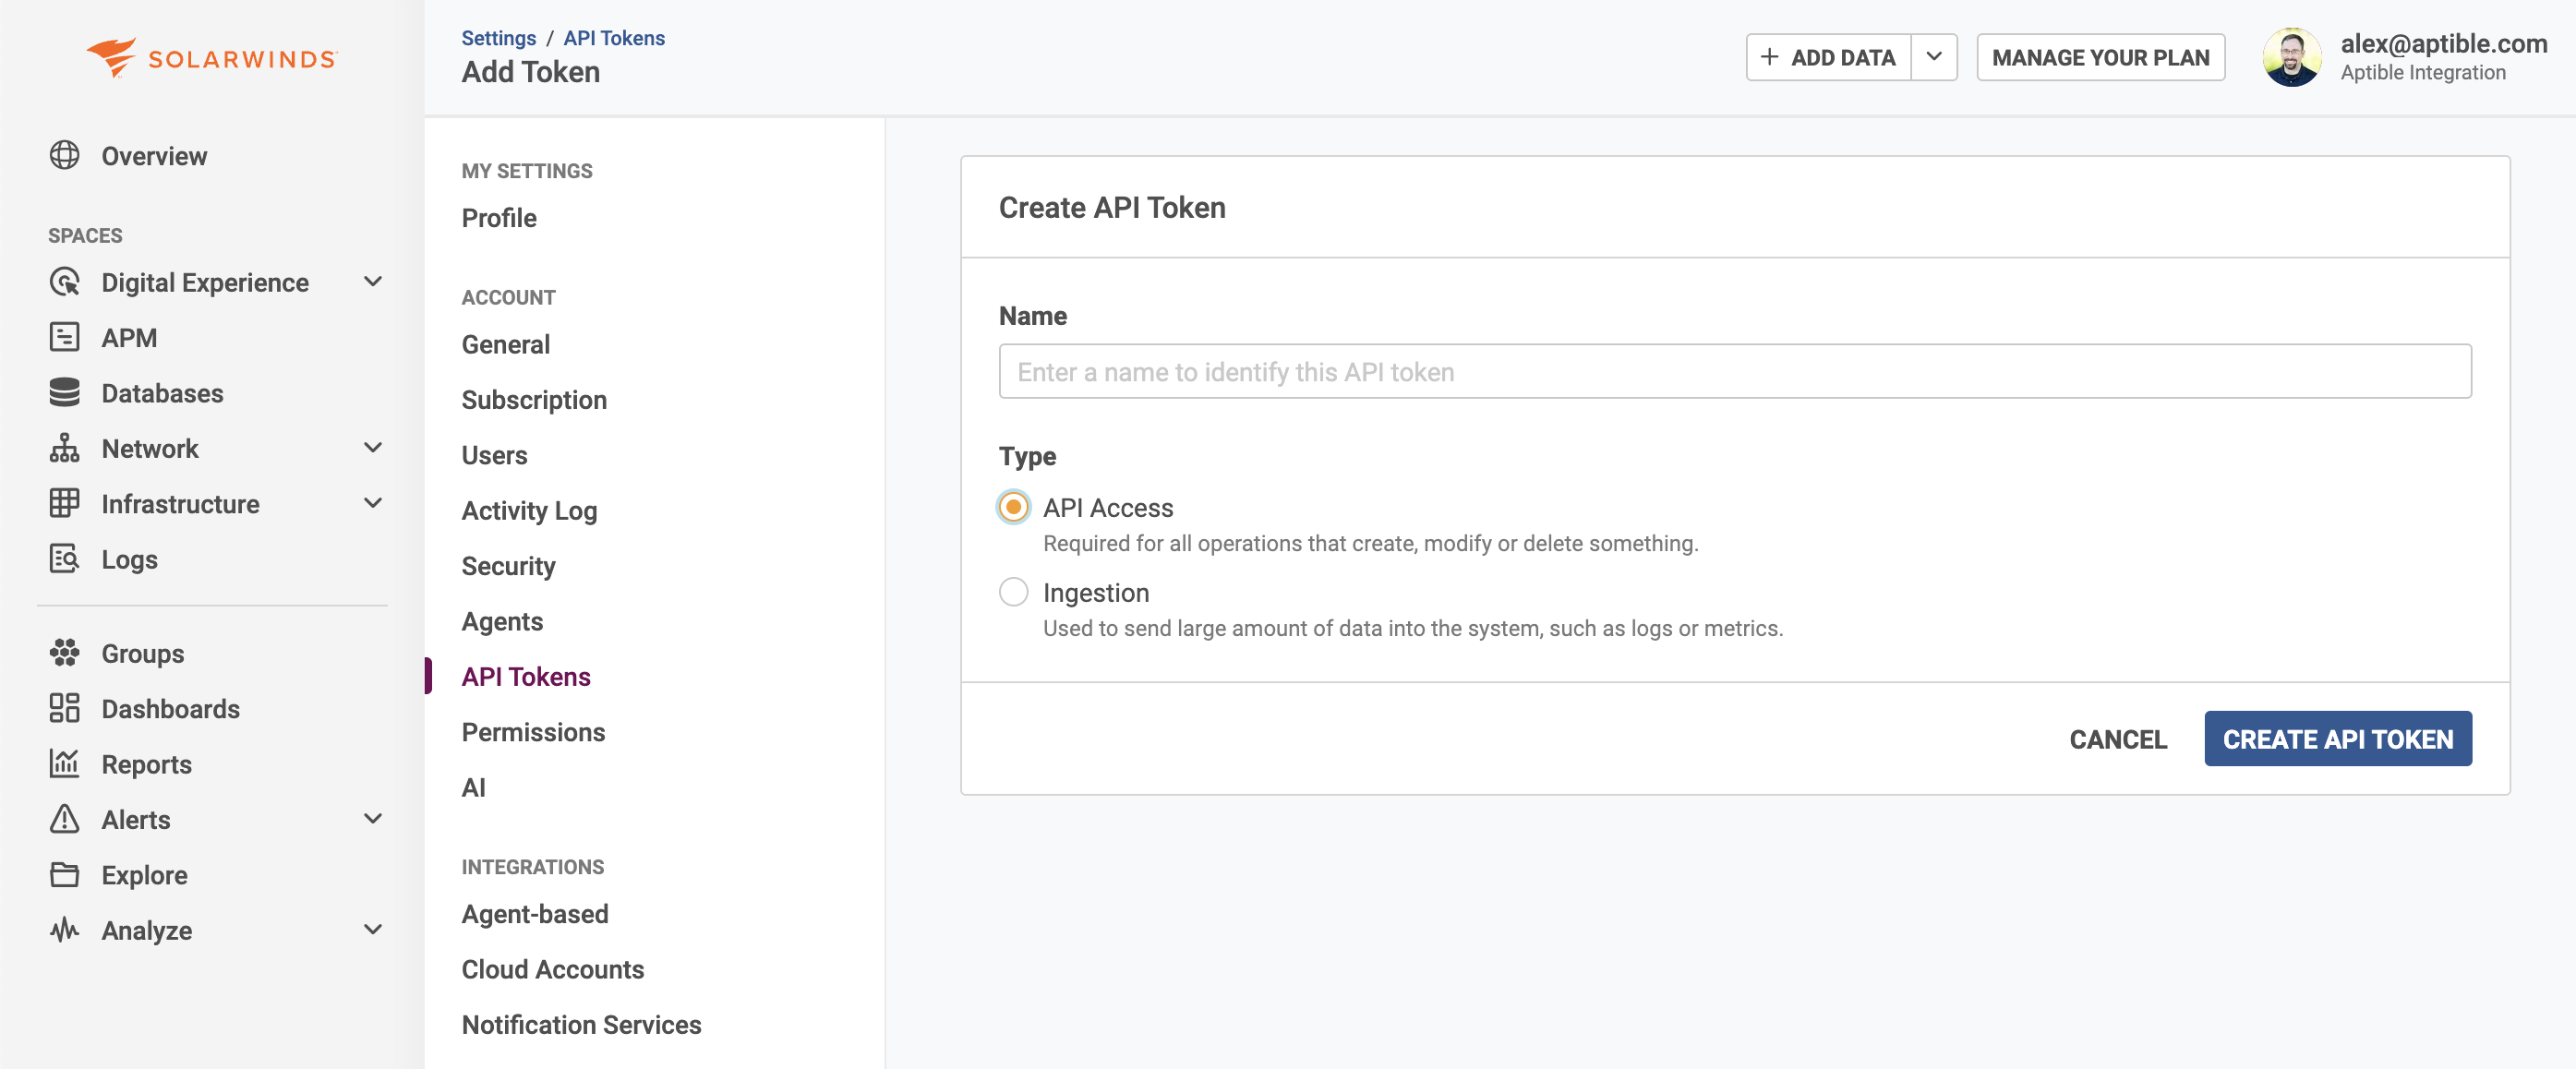 SOLARWINDS
Overview
SPACES
Digital Experience
APM
Databases
Network
Infrastructure
Logs
Groups
Dashboards
Reports
Alerts
Explore
Analyze
Settings / API Tokens
Add Token
+ ADD DATA
MANAGE YOUR PLAN
alex@aptible.com
Aptible Integration
MY SETTINGS
Profile
ACCOUNT
General
Subscription
Users
Activity Log
Security
Agents
API Tokens
Permissions
AI
INTEGRATIONS
Agent-based
Cloud Accounts
Notification Services
Create API Token
Name
Enter a name to identify this API token
Type
API Access
Required for all operations that create, modify or delete something.
Ingestion
Used to send large amount of data into the system, such as logs or metrics.
CANCEL
CREATE API TOKEN